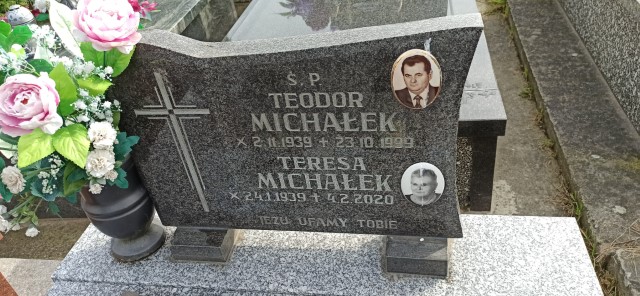 Ś. P.
TEODOR
MICHAŁEK
x 2.11.1939 + 23.10.1999
TERESA
MICHAŁEK
x 24.1.1939 + 4.2.2020
JEZU UFAMY TOBIE